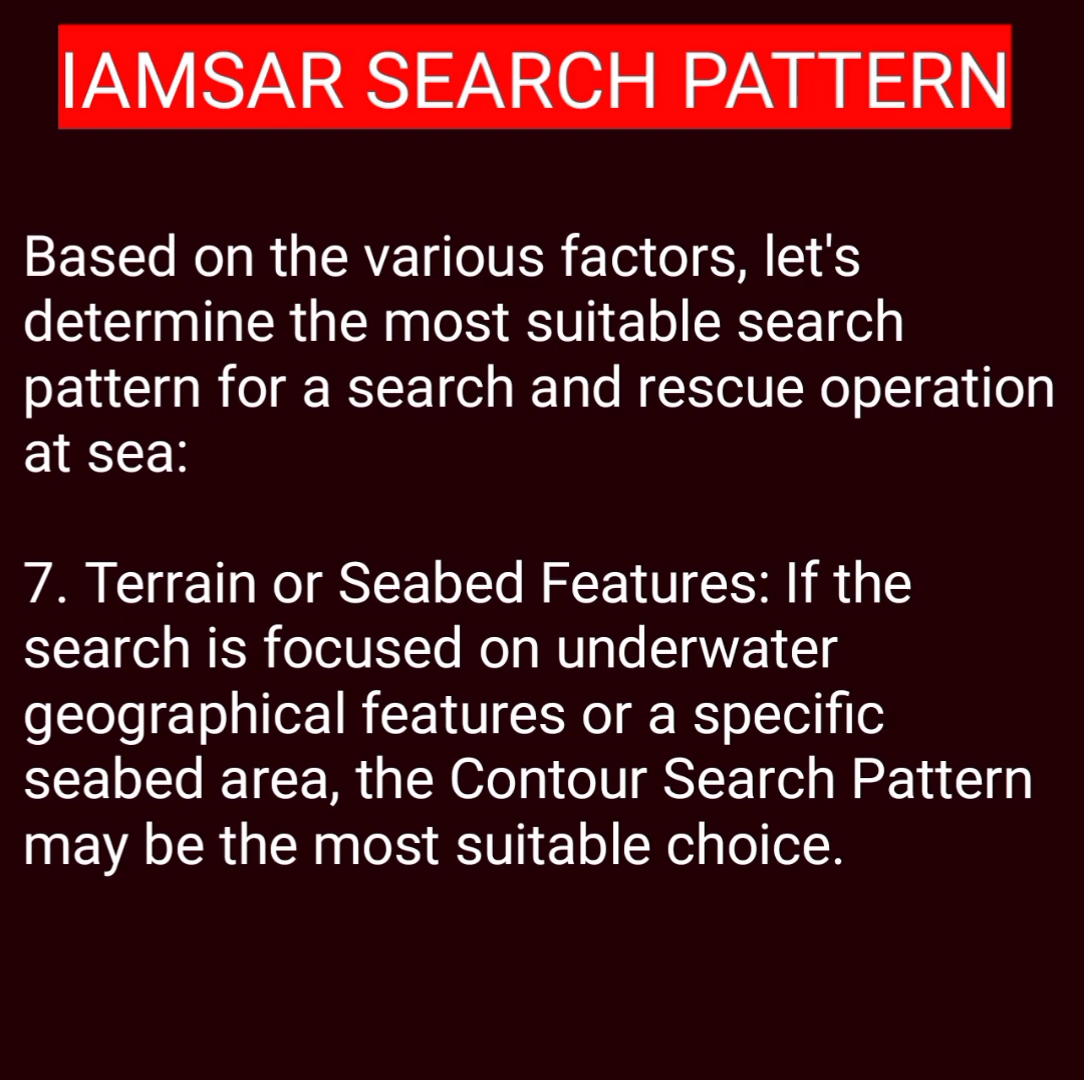 IAMSAR SEARCH PATTERN
Based on the various factors, let's
determine the most suitable search
pattern for a search and rescue operation
at sea:
7. Terrain or Seabed Features: If the
search is focused on underwater
geographical features or a specific
seabed area, the Contour Search Pattern
may be the most suitable choice.